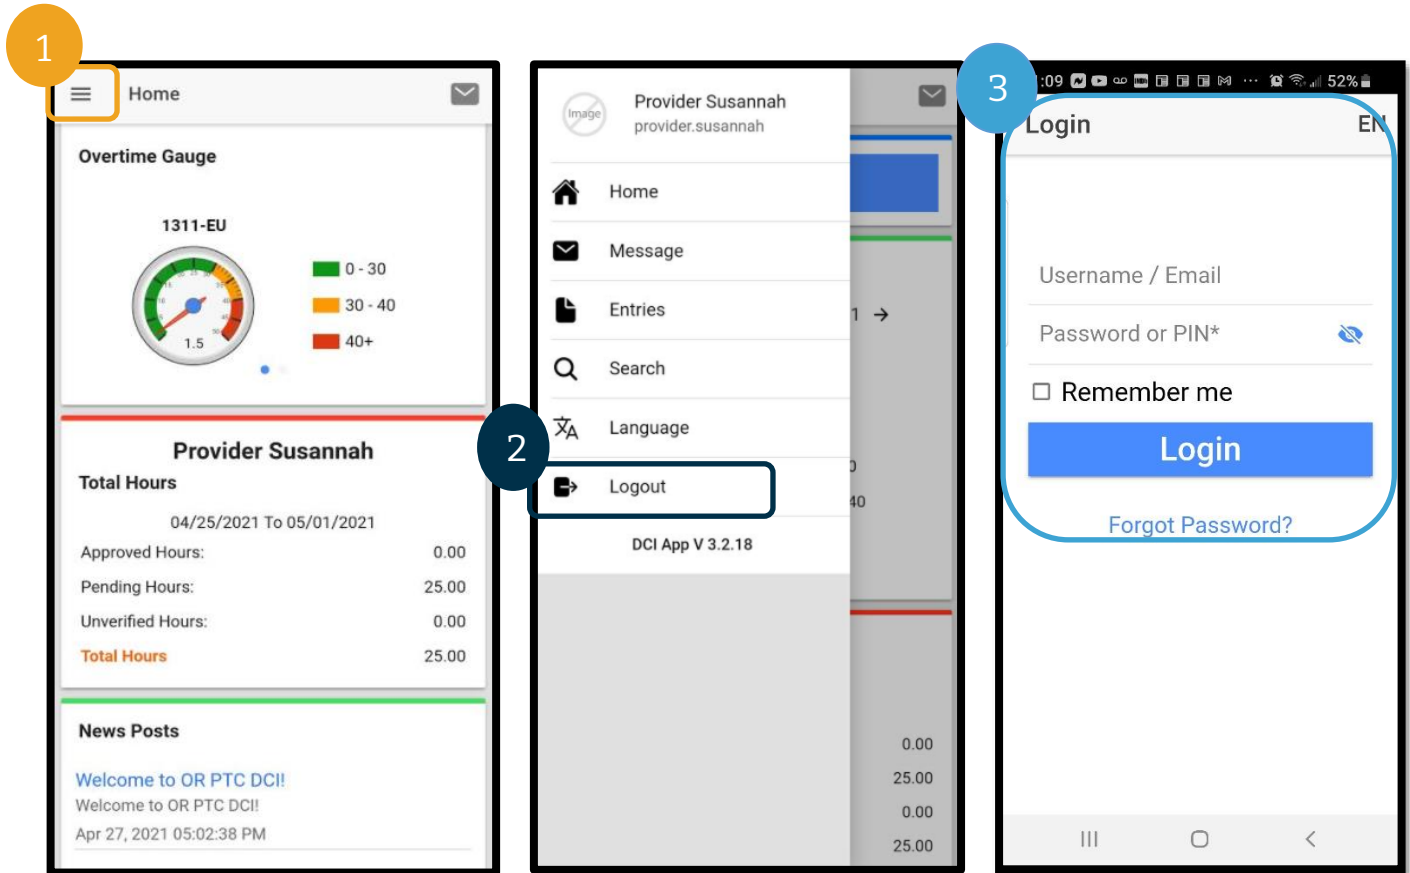 1
Home
Overtime Gauge
1311-EU
1.5
0 - 30
30 - 40
40+
Provider Susannah
Total Hours
04/25/2021 To 05/01/2021
Approved Hours: 0.00
Pending Hours: 25.00
Unverified Hours: 0.00
Total Hours 25.00
News Posts
Welcome to OR PTC DCI!
Welcome to OR PTC DCI!
Apr 27, 2021 05:02:38 PM
2
Image
Provider Susannah
provider.susannah
Home
Message
Entries
Search
Language
Logout
DCI App V 3.2.18
1 →
40
0.00
25.00
0.00
25.00
3
:09 52%
Login EN
Username / Email
Password or PIN*
Remember me
Login
Forgot Password?